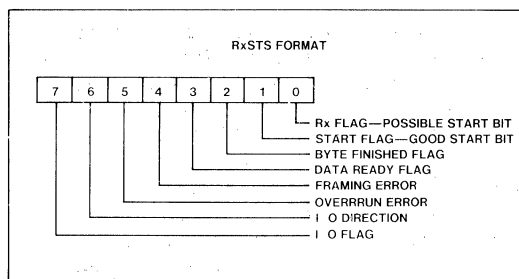 RxSTS FORMAT
7 6 5 4 3 2 1 0
Rx FLAG—POSSIBLE START BIT
START FLAG—GOOD START BIT
BYTE FINISHED FLAG
DATA READY FLAG
FRAMING ERROR
OVERRRUN ERROR
I O DIRECTION
I O FLAG